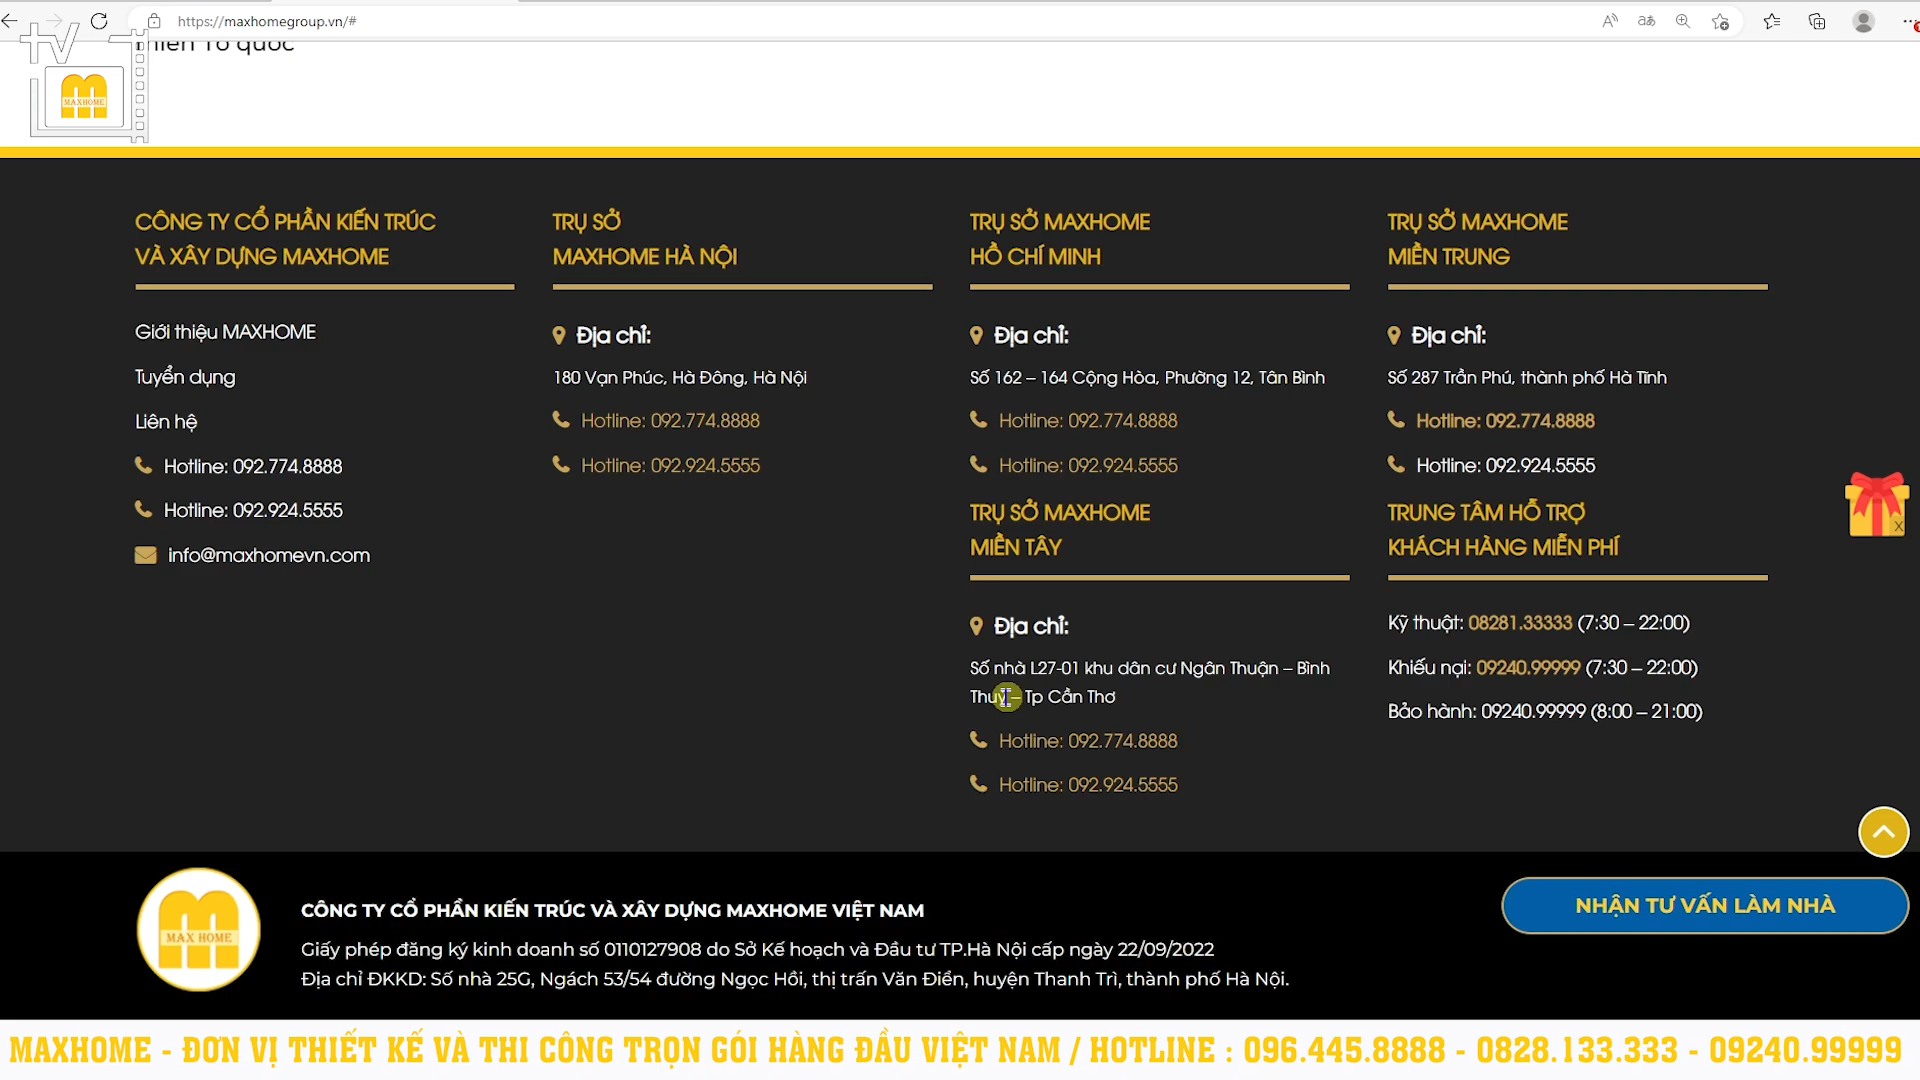 https://maxhomegroup.vn/#
miền Tổ quốc
tv
MAXHOME
CÔNG TY CỔ PHẦN KIẾN TRÚC
VÀ XÂY DỰNG MAXHOME
Giới thiệu MAXHOME
Tuyển dụng
Liên hệ
Hotline: 092.774.8888
Hotline: 092.924.5555
info@maxhomevn.com
TRỤ SỞ
MAXHOME HÀ NỘI
Địa chỉ:
180 Vạn Phúc, Hà Đông, Hà Nội
Hotline: 092.774.8888
Hotline: 092.924.5555
TRỤ SỞ MAXHOME
HỒ CHÍ MINH
Địa chỉ:
Số 162 – 164 Cộng Hòa, Phường 12, Tân Bình
Hotline: 092.774.8888
Hotline: 092.924.5555
TRỤ SỞ MAXHOME
MIỀN TÂY
Địa chỉ:
Số nhà L27-01 khu dân cư Ngân Thuận – Bình
Thuỷ – Tp Cần Thơ
Hotline: 092.774.8888
Hotline: 092.924.5555
TRỤ SỞ MAXHOME
MIỀN TRUNG
Địa chỉ:
Số 287 Trần Phú, thành phố Hà Tĩnh
Hotline: 092.774.8888
Hotline: 092.924.5555
TRUNG TÂM HỖ TRỢ
KHÁCH HÀNG MIỄN PHÍ
Kỹ thuật: 08281.33333 (7:30 – 22:00)
Khiếu nại: 09240.99999 (7:30 – 22:00)
Bảo hành: 09240.99999 (8:00 – 21:00)
X
MAX HOME
CÔNG TY CỔ PHẦN KIẾN TRÚC VÀ XÂY DỰNG MAXHOME VIỆT NAM
Giấy phép đăng ký kinh doanh số 0110127908 do Sở Kế hoạch và Đầu tư TP.Hà Nội cấp ngày 22/09/2022
Địa chỉ ĐKKD: Số nhà 25G, Ngách 53/54 đường Ngọc Hồi, thị trấn Văn Điển, huyện Thanh Trì, thành phố Hà Nội.
NHẬN TƯ VẤN LÀM NHÀ
MAXHOME - ĐƠN VỊ THIẾT KẾ VÀ THI CÔNG TRỌN GÓI HÀNG ĐẦU VIỆT NAM / HOTLINE : 096.445.8888 - 0828.133.333 - 09240.99999